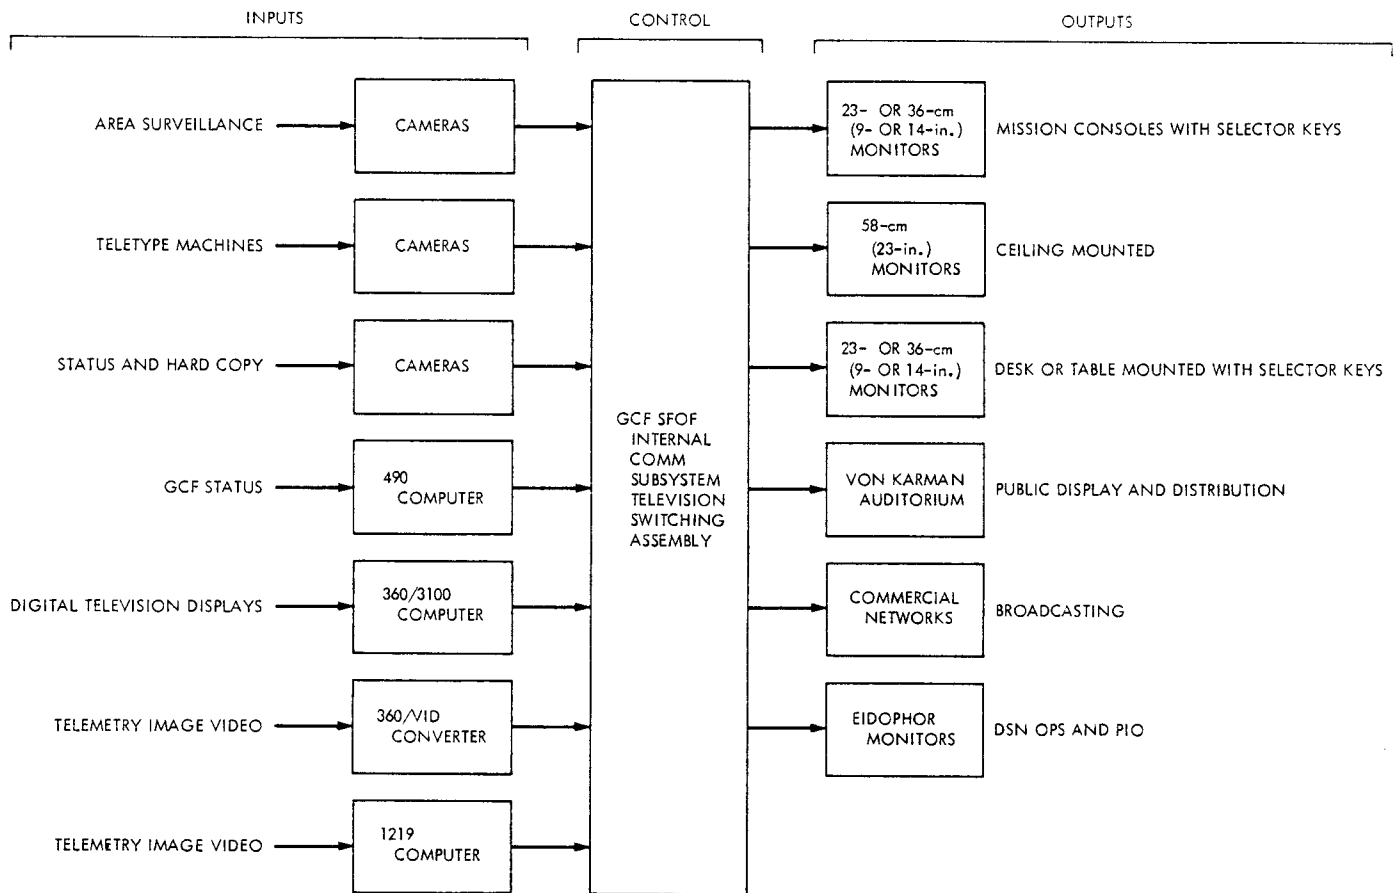 INPUTS
CONTROL
OUTPUTS
AREA SURVEILLANCE
CAMERAS
TELETYPE MACHINES
CAMERAS
STATUS AND HARD COPY
CAMERAS
GCF STATUS
490
COMPUTER
DIGITAL TELEVISION DISPLAYS
360/3100
COMPUTER
TELEMETRY IMAGE VIDEO
360/VID
CONVERTER
TELEMETRY IMAGE VIDEO
1219
COMPUTER
GCF SFOF
INTERNAL
COMM
SUBSYSTEM
TELEVISION
SWITCHING
ASSEMBLY
23- OR 36-cm
(9- OR 14-in.)
MONITORS
MISSION CONSOLES WITH SELECTOR KEYS
58-cm
(23-in.)
MONITORS
CEILING MOUNTED
23- OR 36-cm
(9- OR 14-in.)
MONITORS
DESK OR TABLE MOUNTED WITH SELECTOR KEYS
VON KARMAN
AUDITORIUM
PUBLIC DISPLAY AND DISTRIBUTION
COMMERCIAL
NETWORKS
BROADCASTING
EIDOPHOR
MONITORS
DSN OPS AND PIO